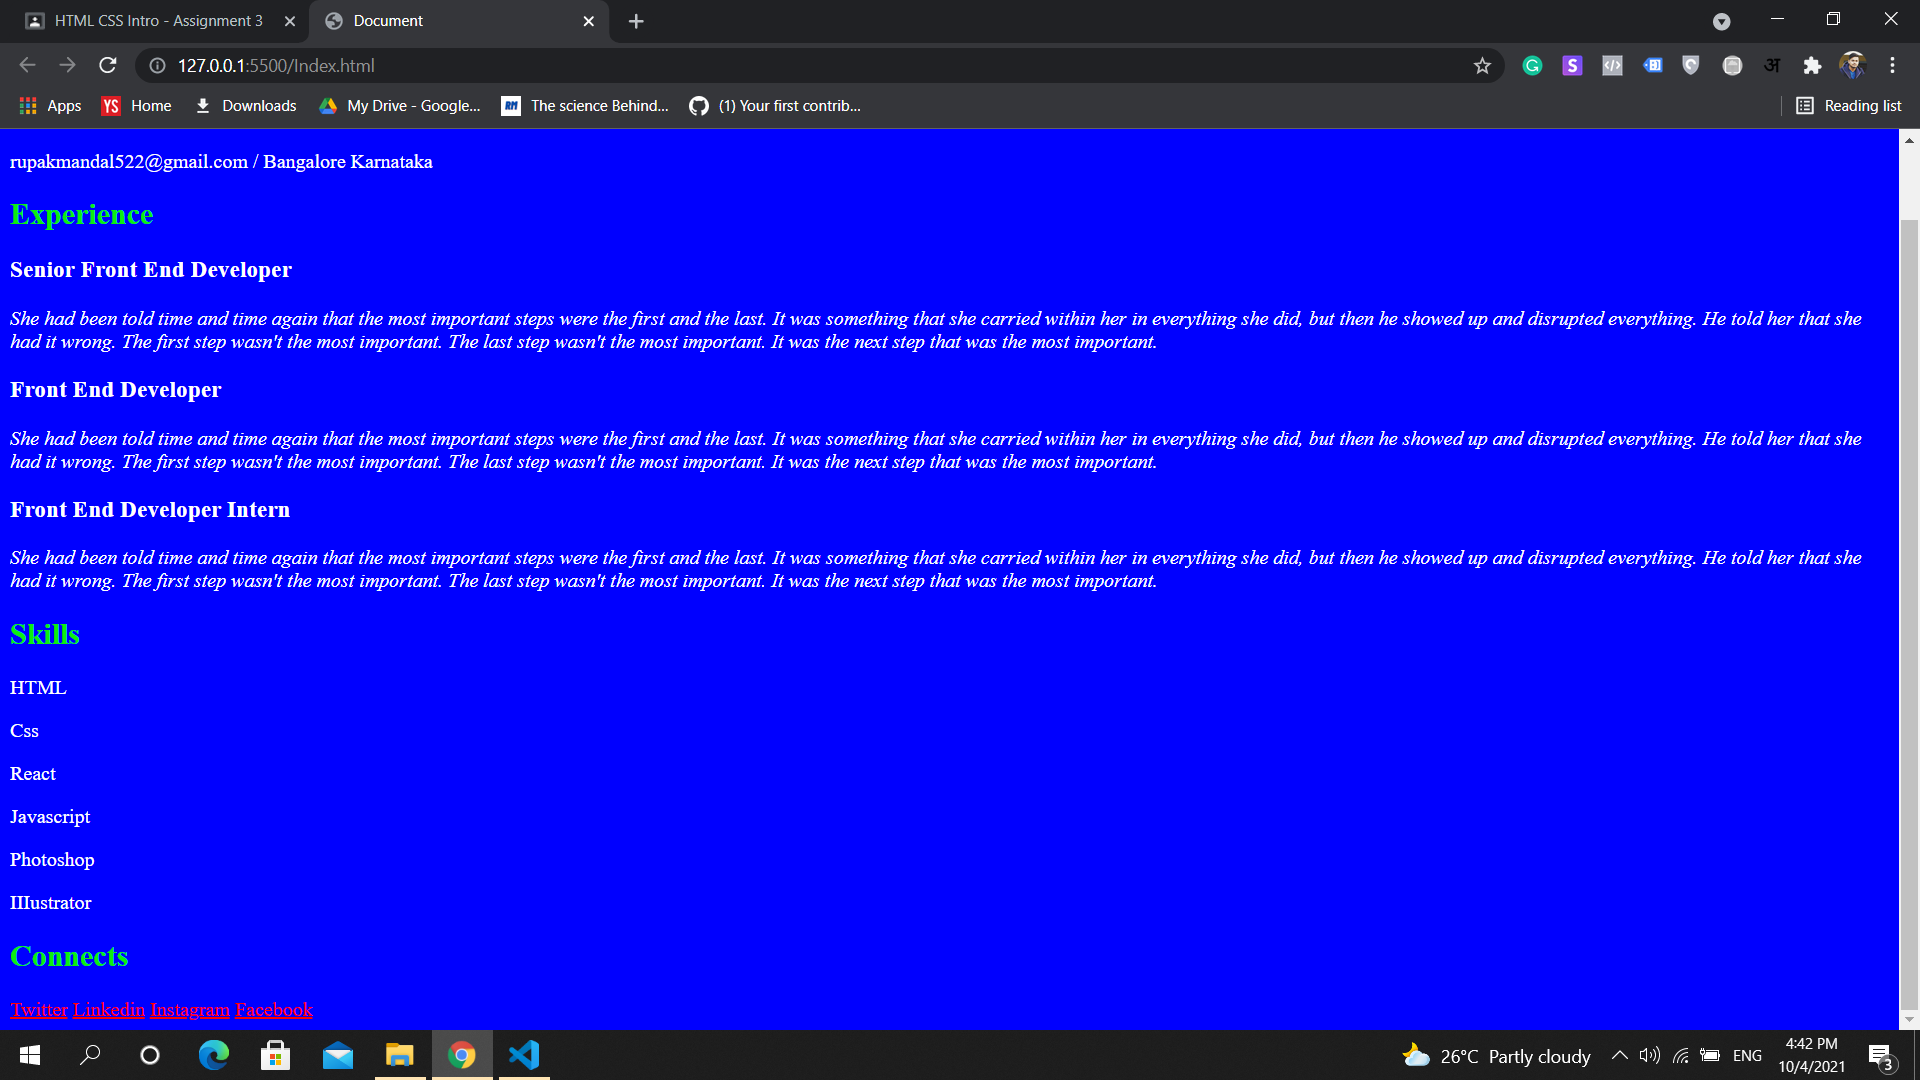 HTML CSS Intro - Assignment 3
Document
127.0.0.1:5500/Index.html
Apps
YS Home
Downloads
My Drive - Google...
RM The science Behind...
(1) Your first contrib...
Reading list
rupakmandal522@gmail.com / Bangalore Karnataka
Experience
Senior Front End Developer
She had been told time and time again that the most important steps were the first and the last. It was something that she carried within her in everything she did, but then he showed up and disrupted everything. He told her that she
had it wrong. The first step wasn't the most important. The last step wasn't the most important. It was the next step that was the most important.
Front End Developer
She had been told time and time again that the most important steps were the first and the last. It was something that she carried within her in everything she did, but then he showed up and disrupted everything. He told her that she
had it wrong. The first step wasn't the most important. The last step wasn't the most important. It was the next step that was the most important.
Front End Developer Intern
She had been told time and time again that the most important steps were the first and the last. It was something that she carried within her in everything she did, but then he showed up and disrupted everything. He told her that she
had it wrong. The first step wasn't the most important. The last step wasn't the most important. It was the next step that was the most important.
Skills
HTML
Css
React
Javascript
Photoshop
IIIustrator
Connects
Twitter Linkedin Instagram Facebook
26°C Partly cloudy
ENG
4:42 PM
10/4/2021
3